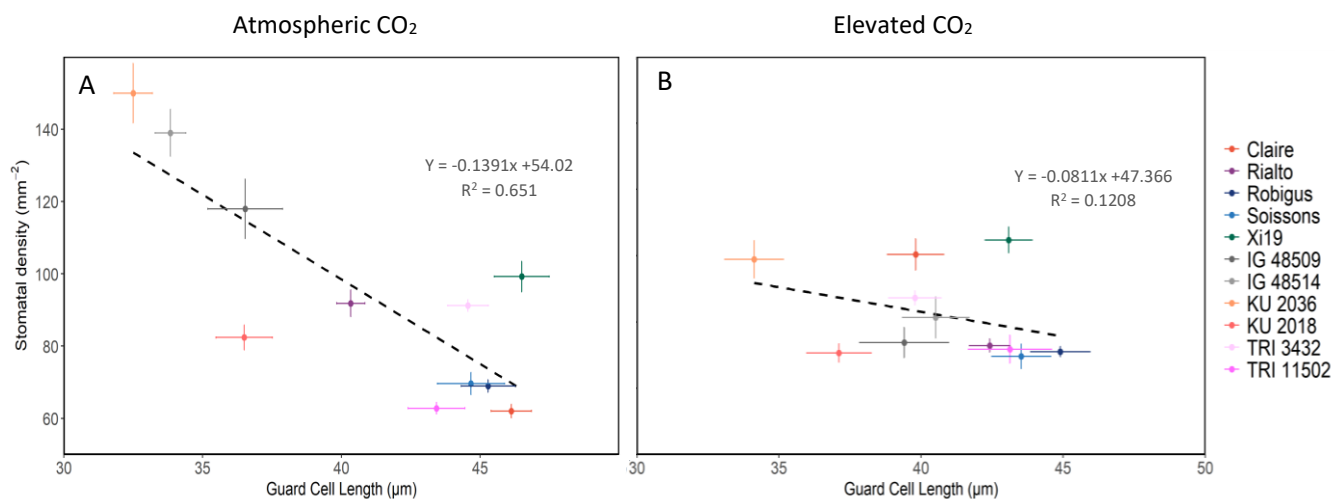 Atmospheric CO₂
Elevated CO₂
A
B
Stomatal density (mm⁻²)
140
120
100
80
60
Y = -0.1391x +54.02
R² = 0.651
Y = -0.0811x +47.366
R² = 0.1208
30
35
40
45
30
35
40
45
50
Guard Cell Length (µm)
Guard Cell Length (µm)
Claire
Rialto
Robigus
Soissons
Xi19
IG 48509
IG 48514
KU 2036
KU 2018
TRI 3432
TRI 11502